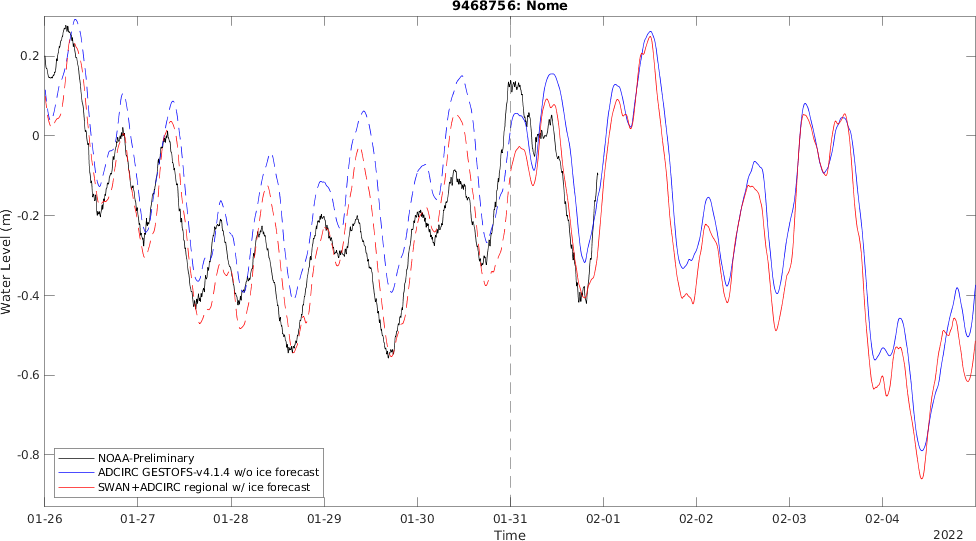 9468756: Nome
0.2
0
-0.2
-0.4
-0.6
-0.8
Water Level (m)
NOAA-Preliminary
ADCIRC GESTOFS-v4.1.4 w/o ice forecast
SWAN+ADCIRC regional w/ ice forecast
01-26 01-27 01-28 01-29 01-30 01-31 02-01 02-02 02-03 02-04
Time
2022